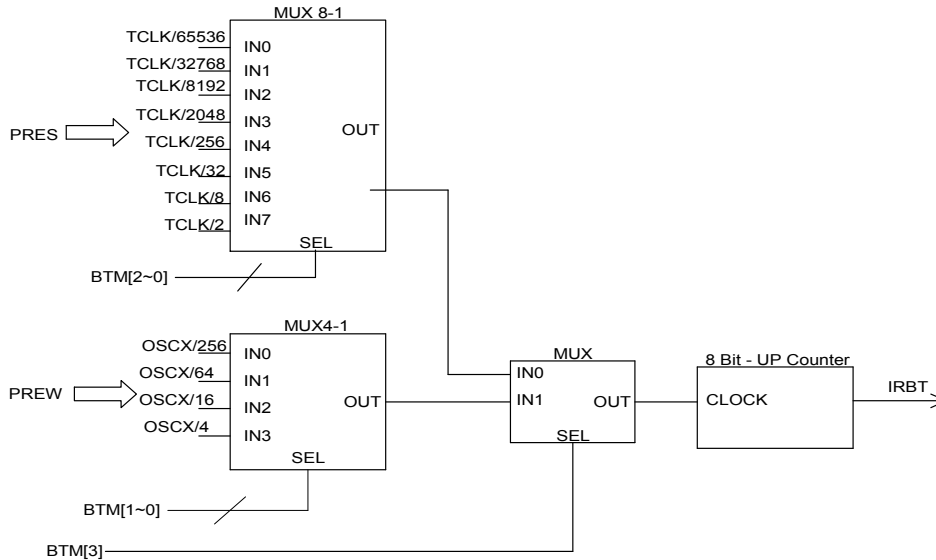 MUX 8-1
TCLK/65536
IN0
TCLK/32768
IN1
TCLK/8192
IN2
TCLK/2048
IN3
PRES
OUT
TCLK/256
IN4
TCLK/32
IN5
TCLK/8
IN6
TCLK/2
IN7
SEL
BTM[2~0]
MUX4-1
OSCX/256
IN0
OSCX/64
IN1
PREW
OSCX/16
IN2
OUT
OSCX/4
IN3
SEL
BTM[1~0]
MUX
IN0
IN1
OUT
SEL
8 Bit - UP Counter
CLOCK
IRBT
BTM[3]